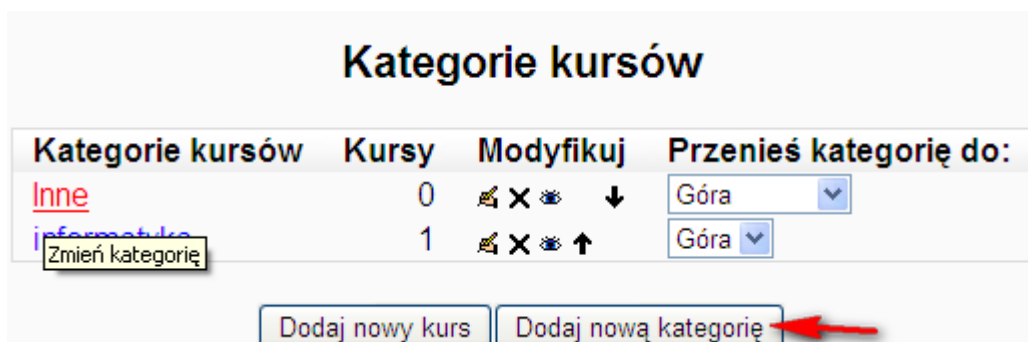 Kategorie kursów
Kategorie kursów Kursy Modyfikuj Przenieś kategorię do:
Inne 0 Góra
informatyka 1 Góra
Zmień kategorię
Dodaj nowy kurs Dodaj nową kategorię